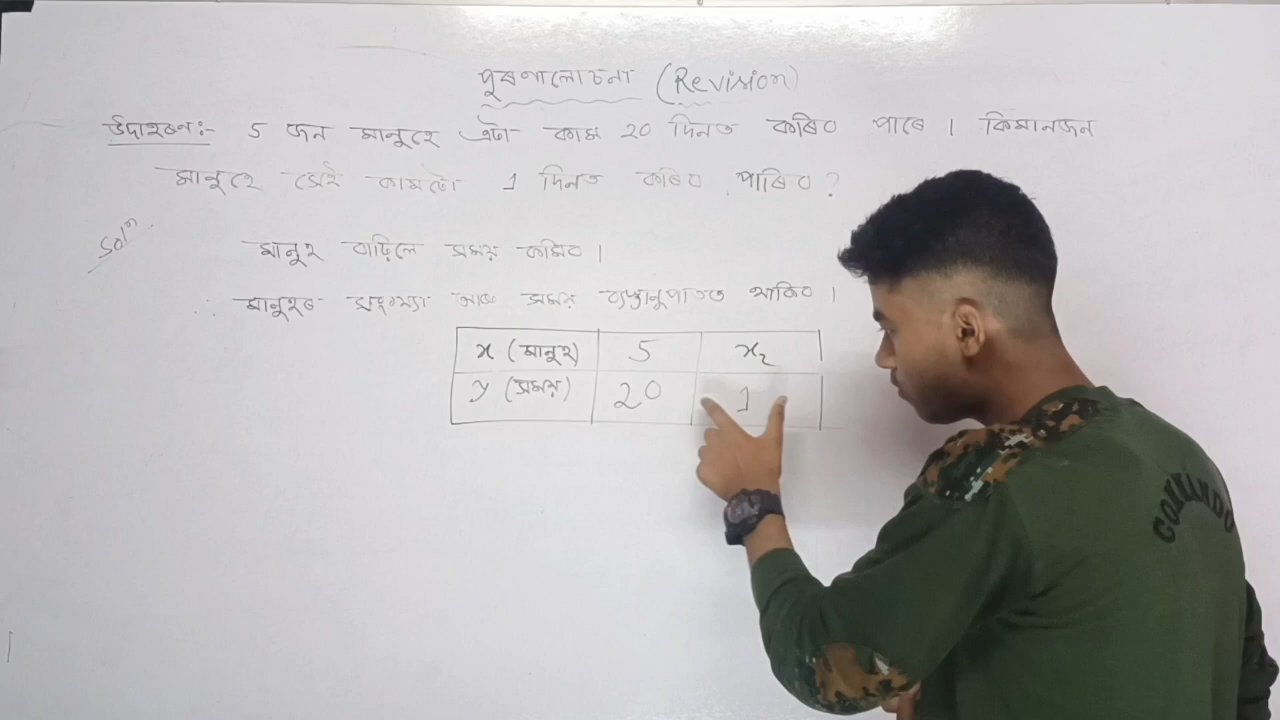 পুৰণালোচনা (Revision)
উদাহৰণ:- 5 জন মানুহে এটা কাম 20 দিনত কৰিব পাৰে । কিমানজন
মানুহে সেই কামটো 1 দিনত কৰিব পাৰিব ?
Solⁿ
মানুহ বাঢ়িলে সময় কমিব ।
∴ মানুহৰ সংখ্যা আৰু সময় ব্যস্তানুপাতত থাকিব ।
x (মানুহ) 5 x₂
y (সময়) 20 1
COMMANDO